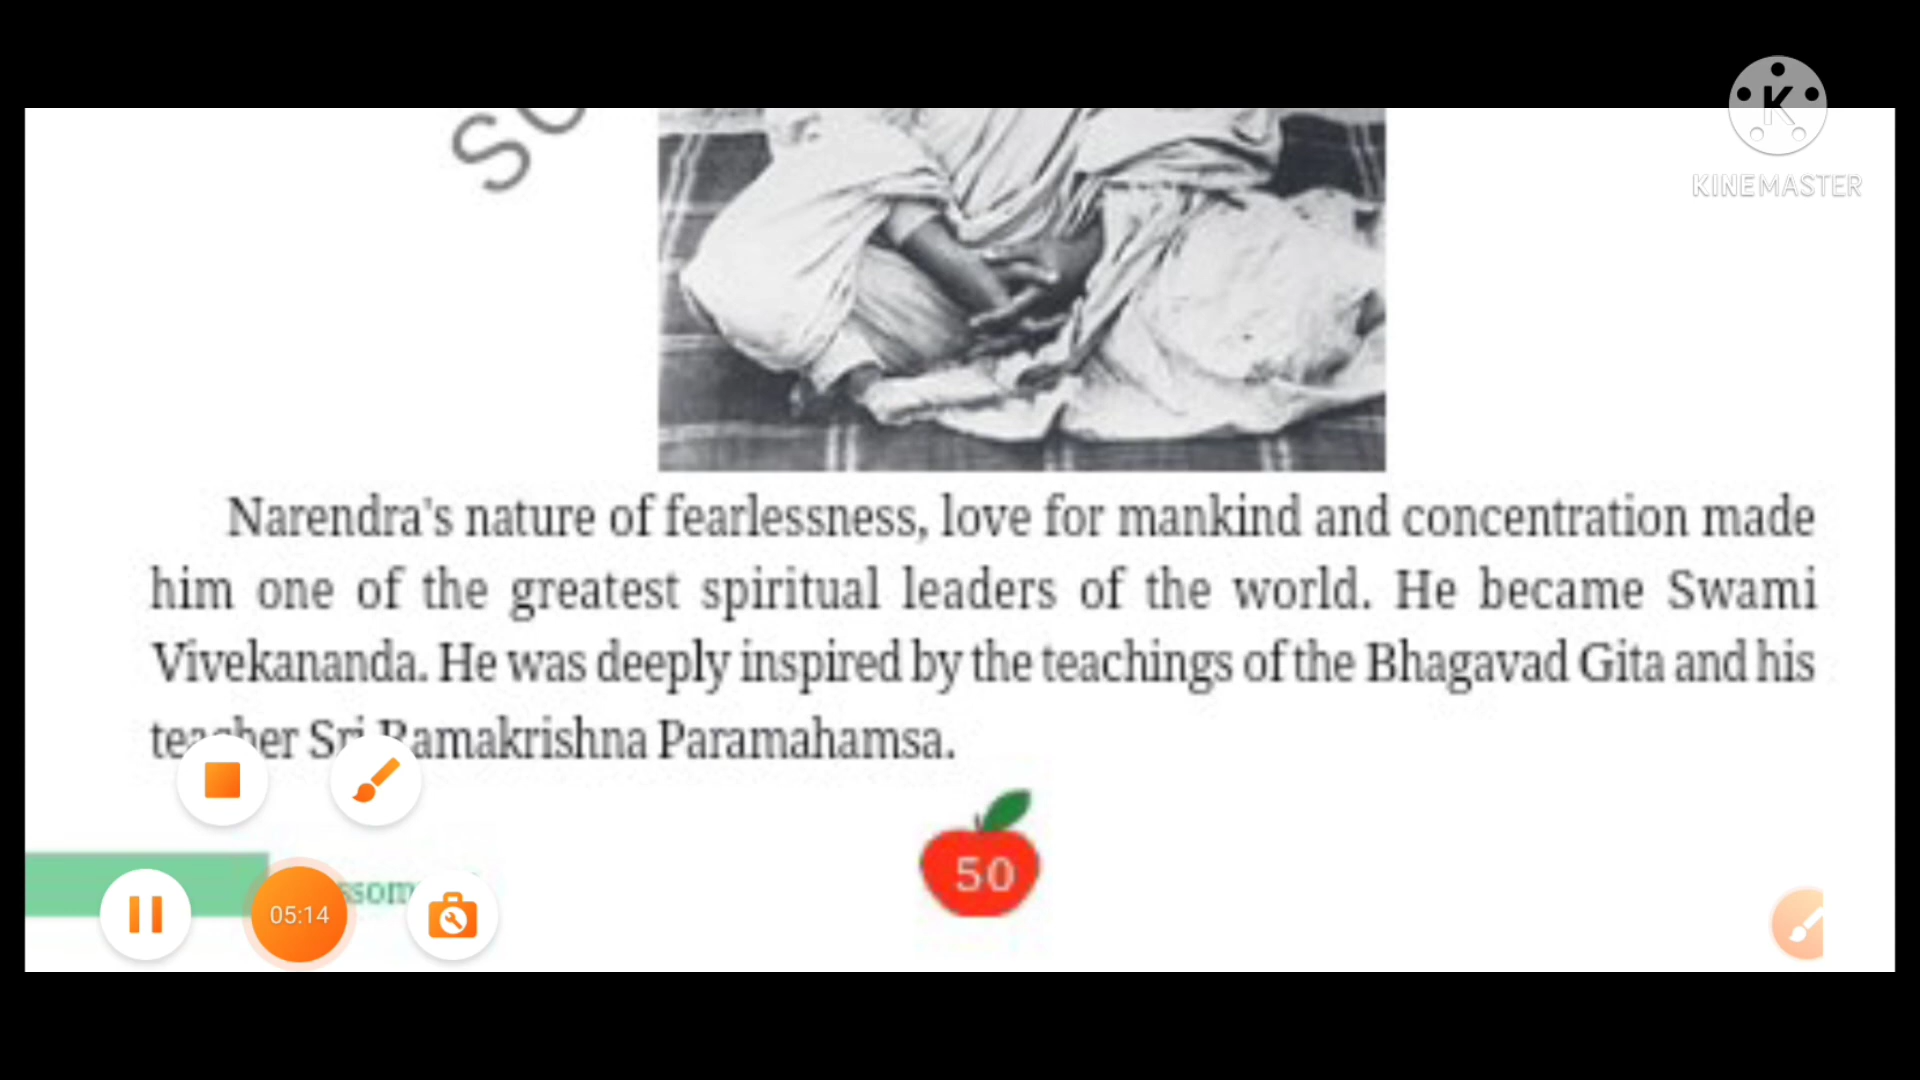 KINEMASTER
Narendra's nature of fearlessness, love for mankind and concentration made
him one of the greatest spiritual leaders of the world. He became Swami
Vivekananda. He was deeply inspired by the teachings of the Bhagavad Gita and his
teacher Sri Ramakrishna Paramahamsa.
50
05:14